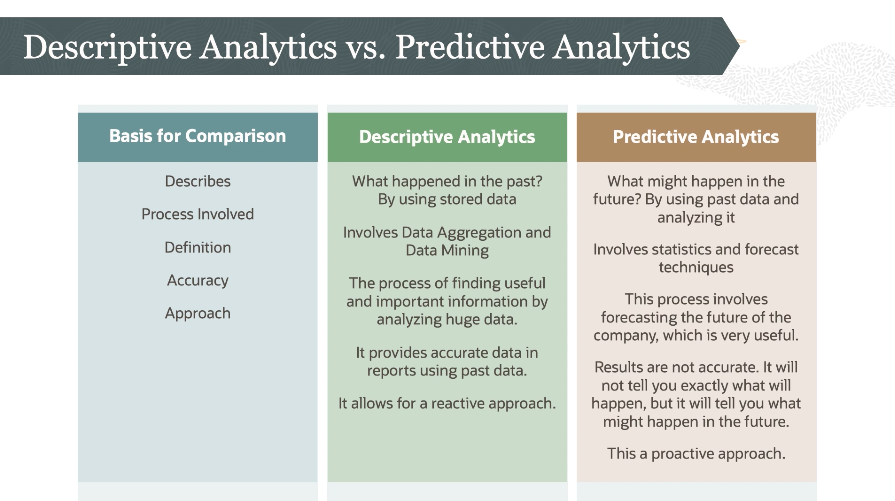 Descriptive Analytics vs. Predictive Analytics
Basis for Comparison
Describes
Process Involved
Definition
Accuracy
Approach
Descriptive Analytics
What happened in the past?
By using stored data
Involves Data Aggregation and
Data Mining
The process of finding useful
and important information by
analyzing huge data.
It provides accurate data in
reports using past data.
It allows for a reactive approach.
Predictive Analytics
What might happen in the
future? By using past data and
analyzing it
Involves statistics and forecast
techniques
This process involves
forecasting the future of the
company, which is very useful.
Results are not accurate. It will
not tell you exactly what will
happen, but it will tell you what
might happen in the future.
This a proactive approach.